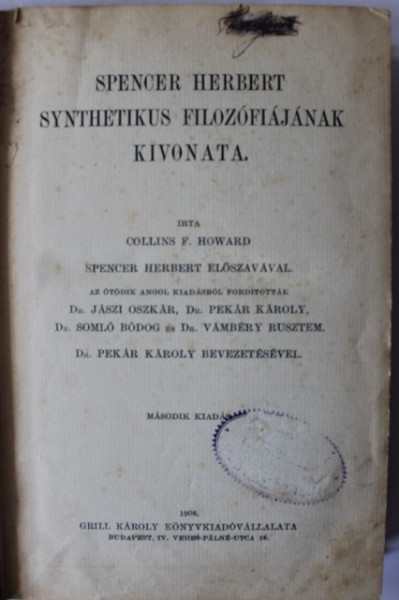 SPENCER HERBERT
SYNTHETIKUS FILOZÓFIÁJÁNAK
KIVONATA.
IRTA
COLLINS F. HOWARD
SPENCER HERBERT ELŐSZAVÁVAL.
AZ ÖTÖDIK ANGOL KIADÁSBÓL FORDITOTTÁK
DR. JÁSZI OSZKÁR, DR. PEKÁR KÁROLY,
DR. SOMLÓ BÓDOG ÉS DR. VÁMBÉRY RUSZTEM.
DR. PEKÁR KÁROLY BEVEZETÉSÉVEL.
MÁSODIK KIADÁS
1908.
GRILL KÁROLY KÖNYVKIADÓVÁLLALATA
BUDAPEST, IV. VERES-PÁLNÉ-UTCA 16.